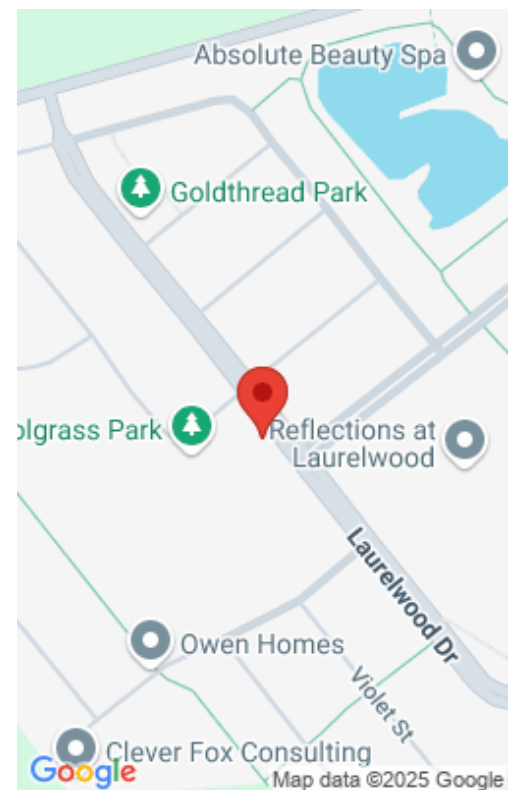 Absolute Beauty Spa
Goldthread Park
olgrass Park
Reflections at
Laurelwood
Laurelwood Dr
Owen Homes
Violet St
Clever Fox Consulting
Google
Map data ©2025 Google